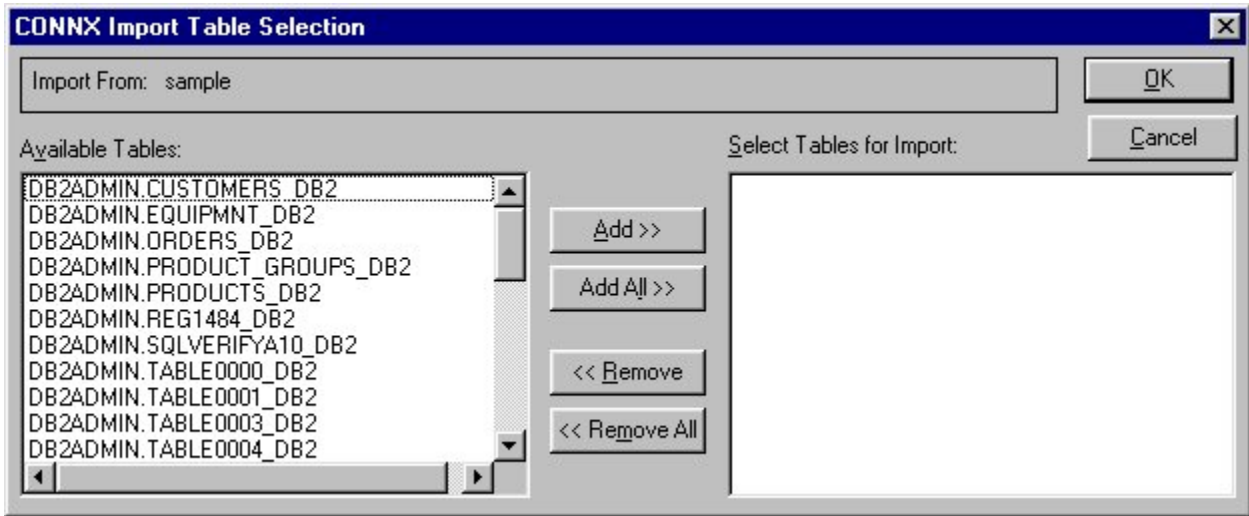 CONNX Import Table Selection
Import From: sample
OK
Cancel
Available Tables:
DB2ADMIN.CUSTOMERS_DB2
DB2ADMIN.EQUIPMNT_DB2
DB2ADMIN.ORDERS_DB2
DB2ADMIN.PRODUCT_GROUPS_DB2
DB2ADMIN.PRODUCTS_DB2
DB2ADMIN.REG1484_DB2
DB2ADMIN.SQLVERIFYA10_DB2
DB2ADMIN.TABLE0000_DB2
DB2ADMIN.TABLE0001_DB2
DB2ADMIN.TABLE0003_DB2
DB2ADMIN.TABLE0004_DB2
Add >>
Add All >>
<< Remove
<< Remove All
Select Tables for Import: